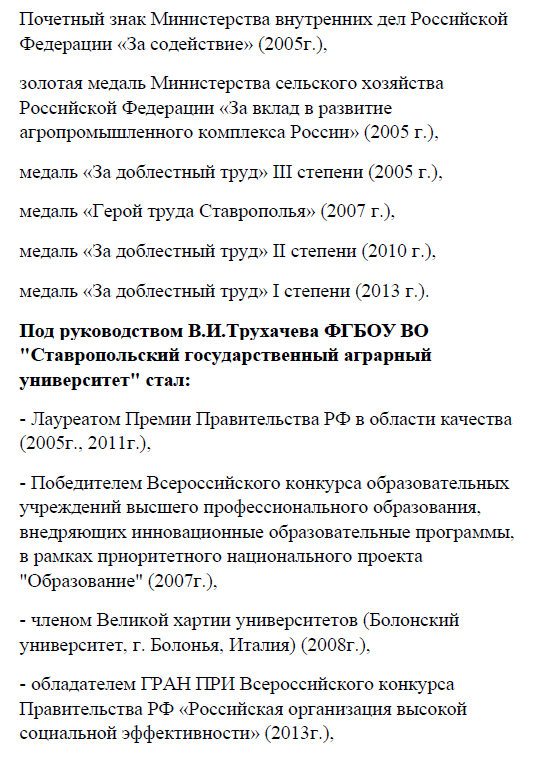 Почетный знак Министерства внутренних дел Российской
Федерации «За содействие» (2005г.),
золотая медаль Министерства сельского хозяйства
Российской Федерации «За вклад в развитие
агропромышленного комплекса России» (2005 г.),
медаль «За доблестный труд» III степени (2005 г.),
медаль «Герой труда Ставрополья» (2007 г.),
медаль «За доблестный труд» II степени (2010 г.),
медаль «За доблестный труд» I степени (2013 г.).
Под руководством В.И.Трухачева ФГБОУ ВО
"Ставропольский государственный аграрный
университет" стал:
- Лауреатом Премии Правительства РФ в области качества
(2005г., 2011г.),
- Победителем Всероссийского конкурса образовательных
учреждений высшего профессионального образования,
внедряющих инновационные образовательные программы,
в рамках приоритетного национального проекта
"Образование" (2007г.),
- членом Великой хартии университетов (Болонский
университет, г. Болонья, Италия) (2008г.),
- обладателем ГРАН ПРИ Всероссийского конкурса
Правительства РФ «Российская организация высокой
социальной эффективности» (2013г.),